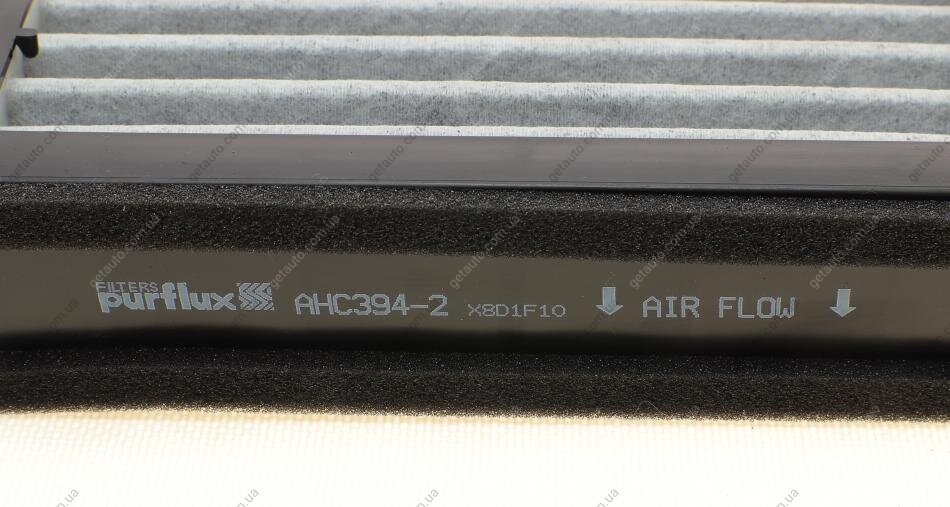 FILTERS
purflux AHC394-2 X8D1F10 AIR FLOW
getauto.com.ua